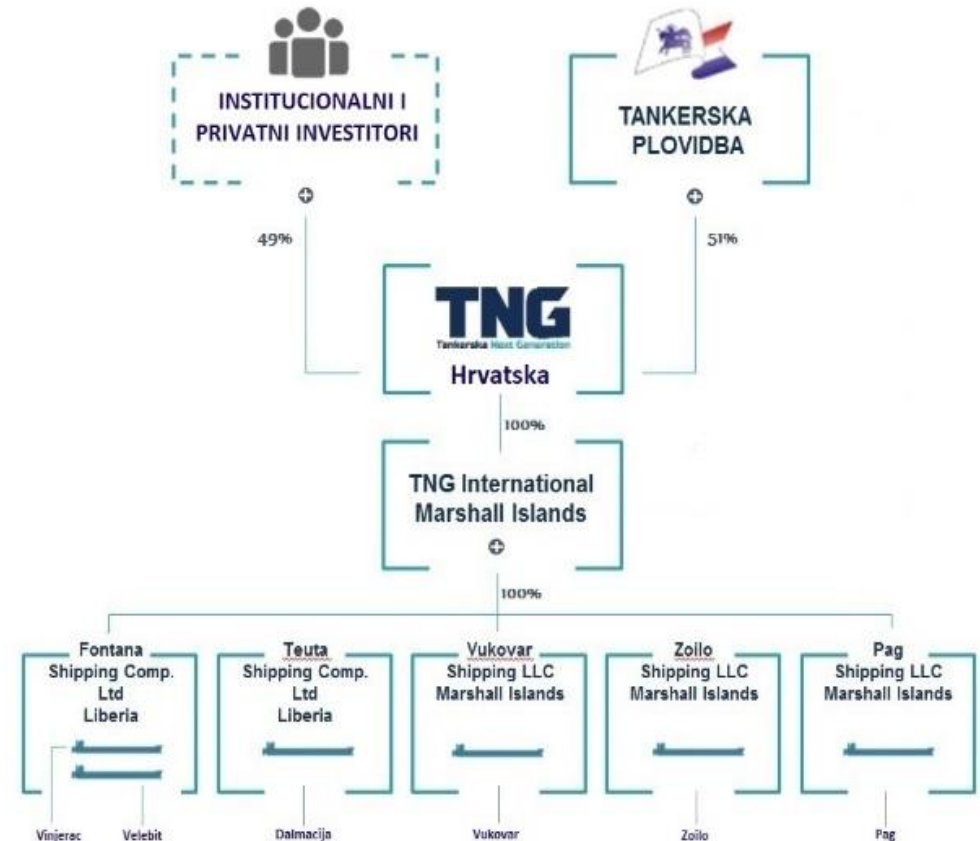 INSTITUCIONALNI I
PRIVATNI INVESTITORI
TANKERSKA
PLOVIDBA
49%
51%
TNG
Tankerska Next Generation
Hrvatska
100%
TNG International
Marshall Islands
100%
Fontana
Shipping Comp.
Ltd
Liberia
Teuta
Shipping Comp.
Ltd
Liberia
Vukovar
Shipping LLC
Marshall Islands
Zoilo
Shipping LLC
Marshall Islands
Pag
Shipping LLC
Marshall Islands
Vinjerac
Velebit
Dalmacija
Vukovar
Zoilo
Pag